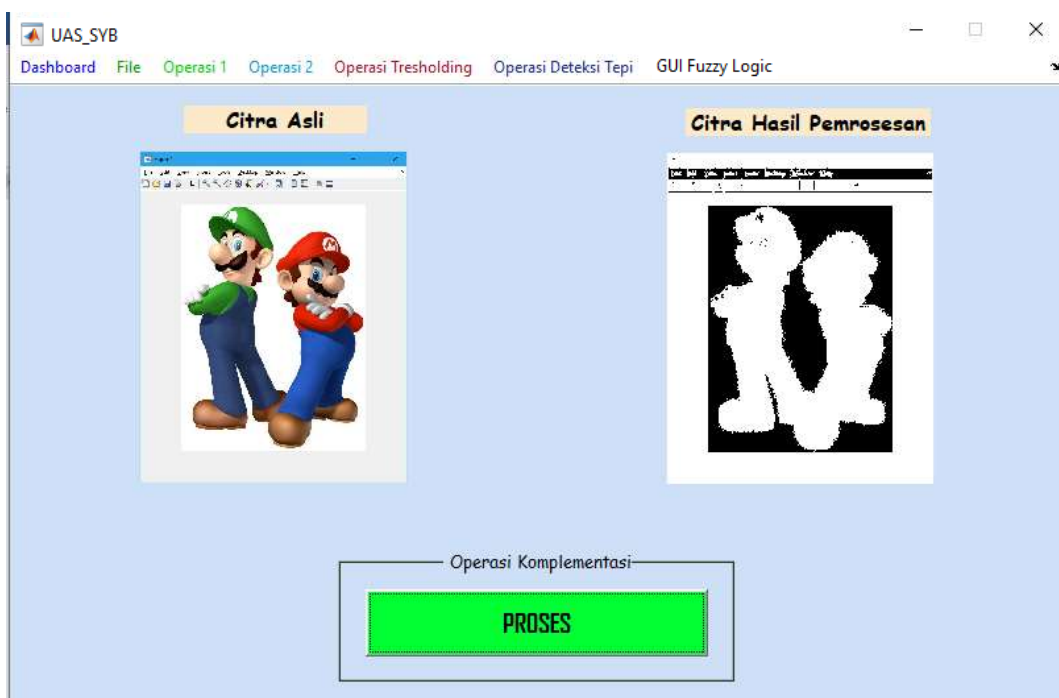 UAS_SYB
Dashboard File Operasi 1 Operasi 2 Operasi Tresholding Operasi Deteksi Tepi GUI Fuzzy Logic
Citra Asli Citra Hasil Pemrosesan
M
Operasi Komplementasi
PROSES